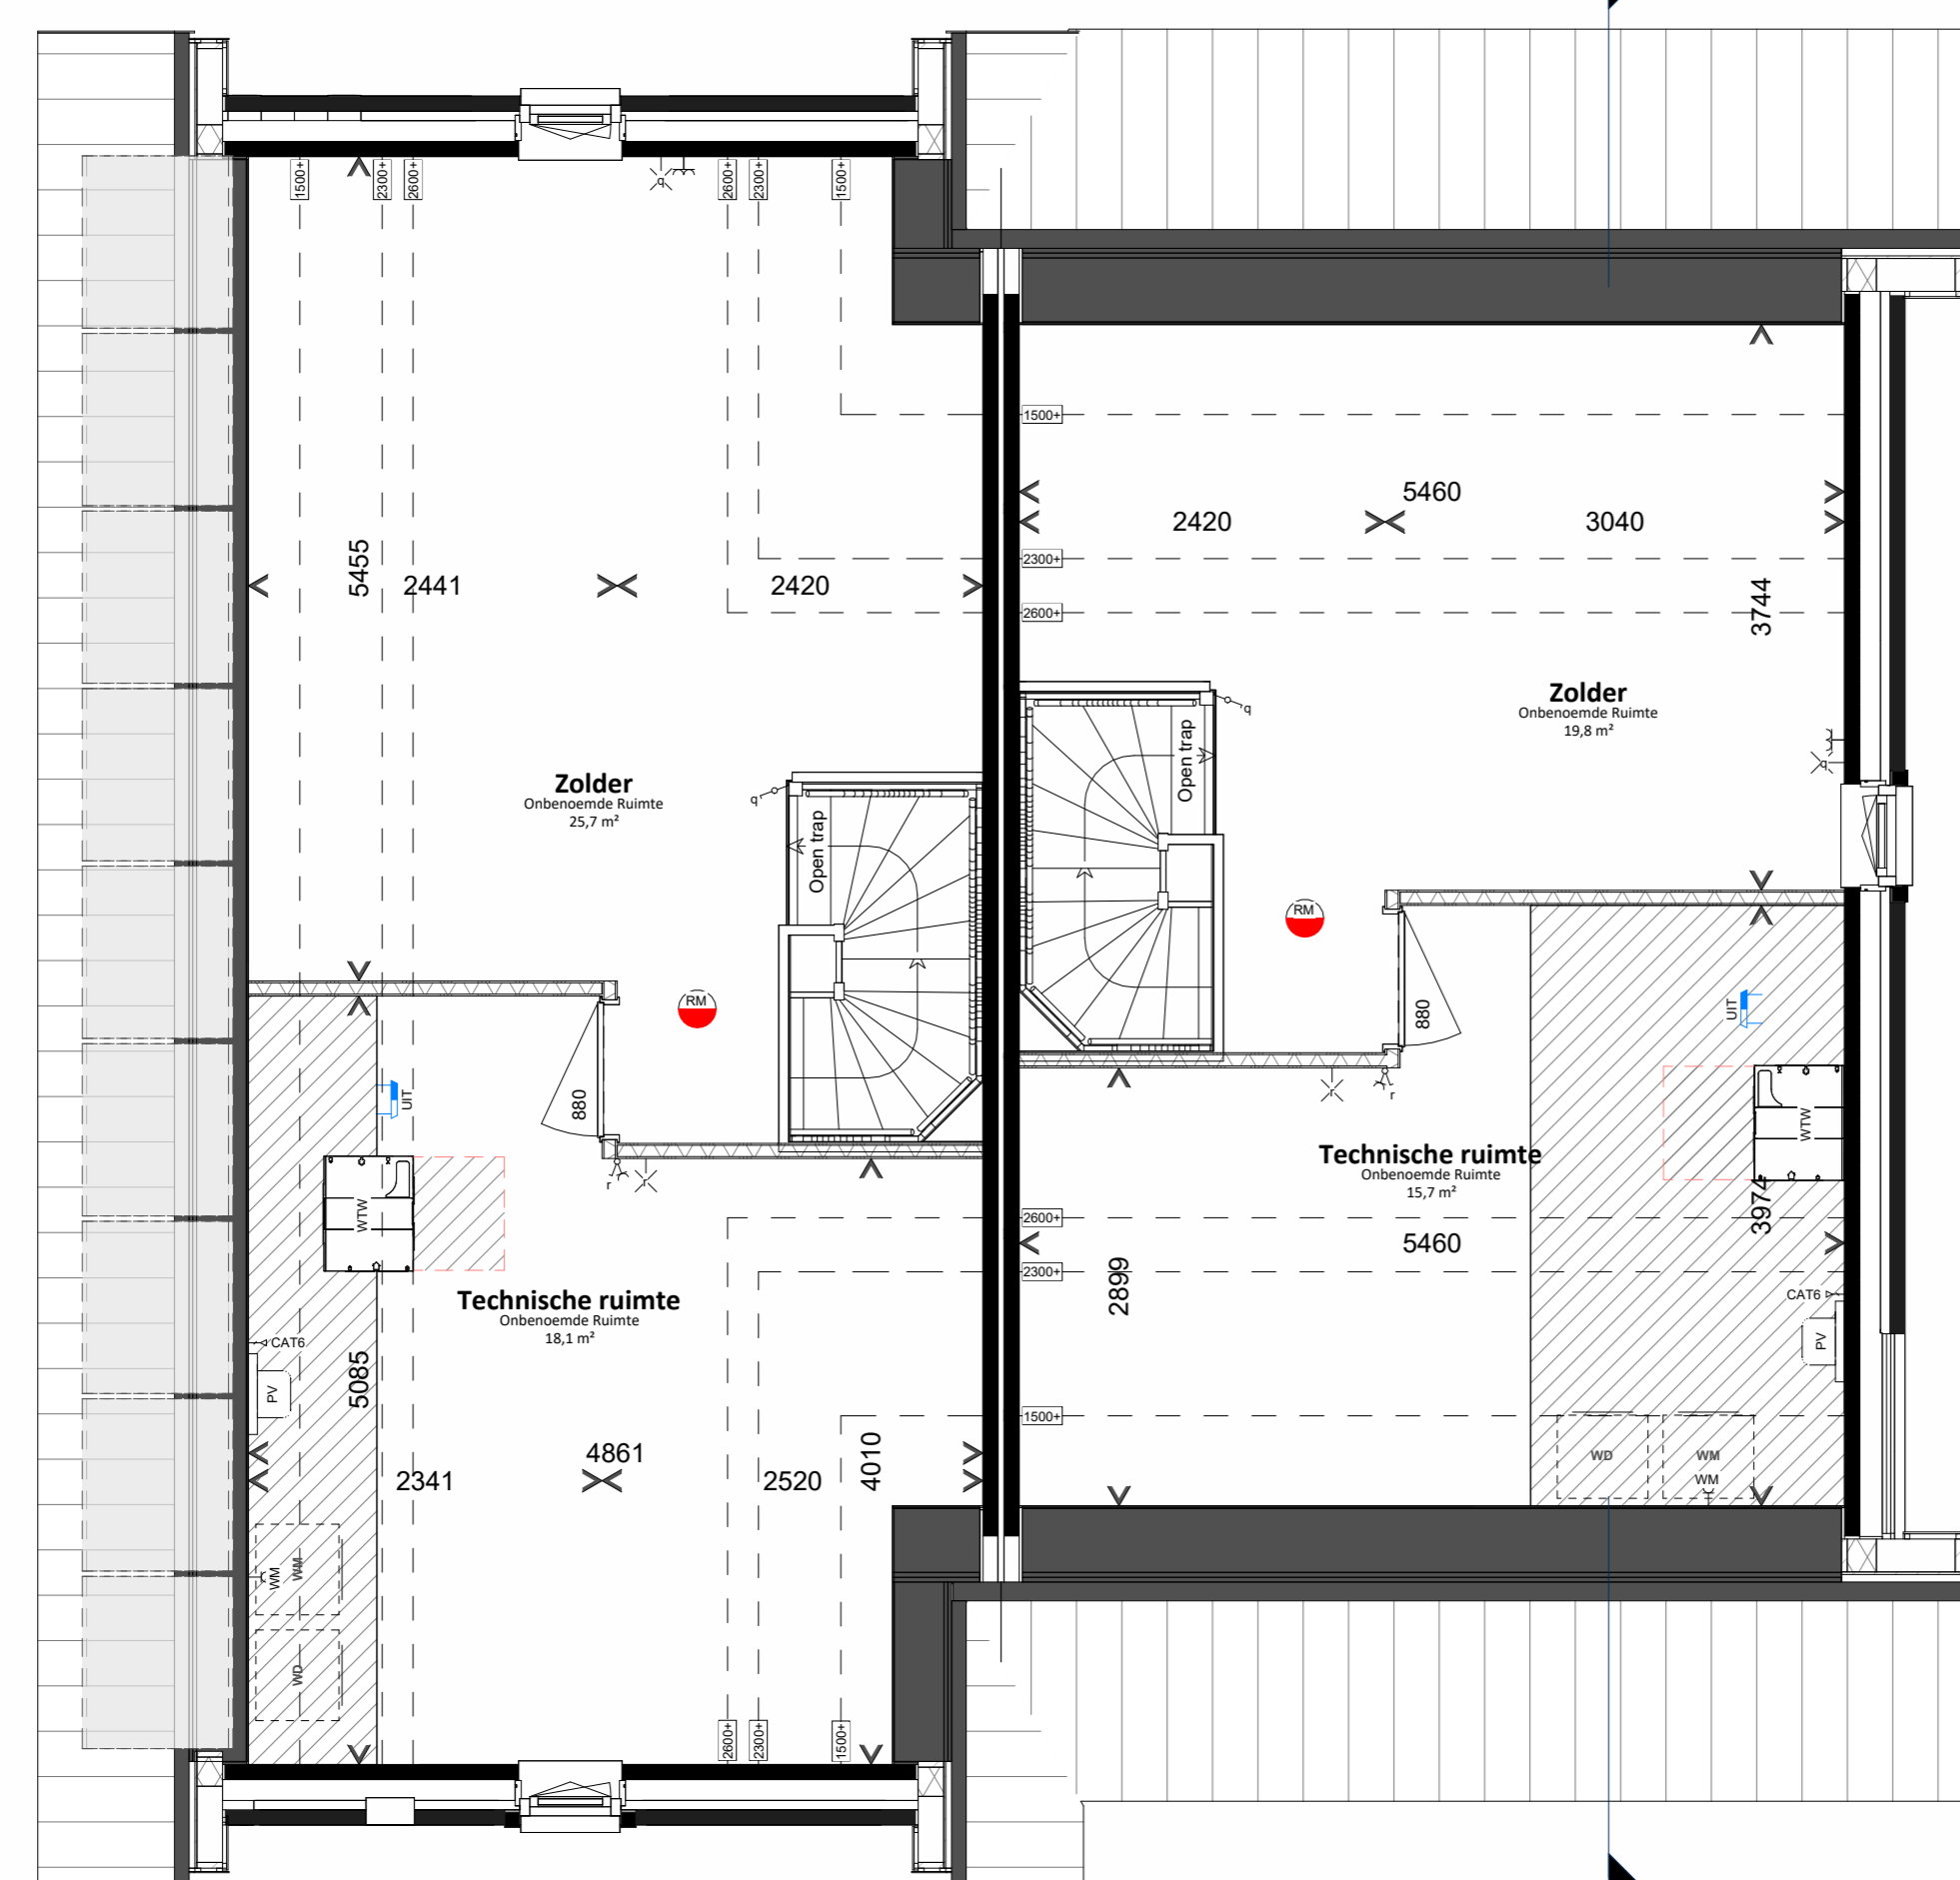 1500+
2300+
2600+
2600+
2300+
1500+
q
1500+
5460
2420
3040
2300+
5455
2441
2420
2600+
3744
Zolder
Onbenoemde Ruimte
19,8 m²
q
Open trap
q
Zolder
Onbenoemde Ruimte
25,7 m²
q
Open trap
RM
RM
880
UIT
880
UIT
r
r
r
r
WTW
Technische ruimte
Onbenoemde Ruimte
15,7 m²
WTW
3974
2600+
5460
2300+
2899
CAT6
PV
Technische ruimte
Onbenoemde Ruimte
18,1 m²
CAT6
PV
5085
1500+
4861
2341
2520
4010
WD
WM
WM
WM
WM
WD
2600+
2300+
1500+